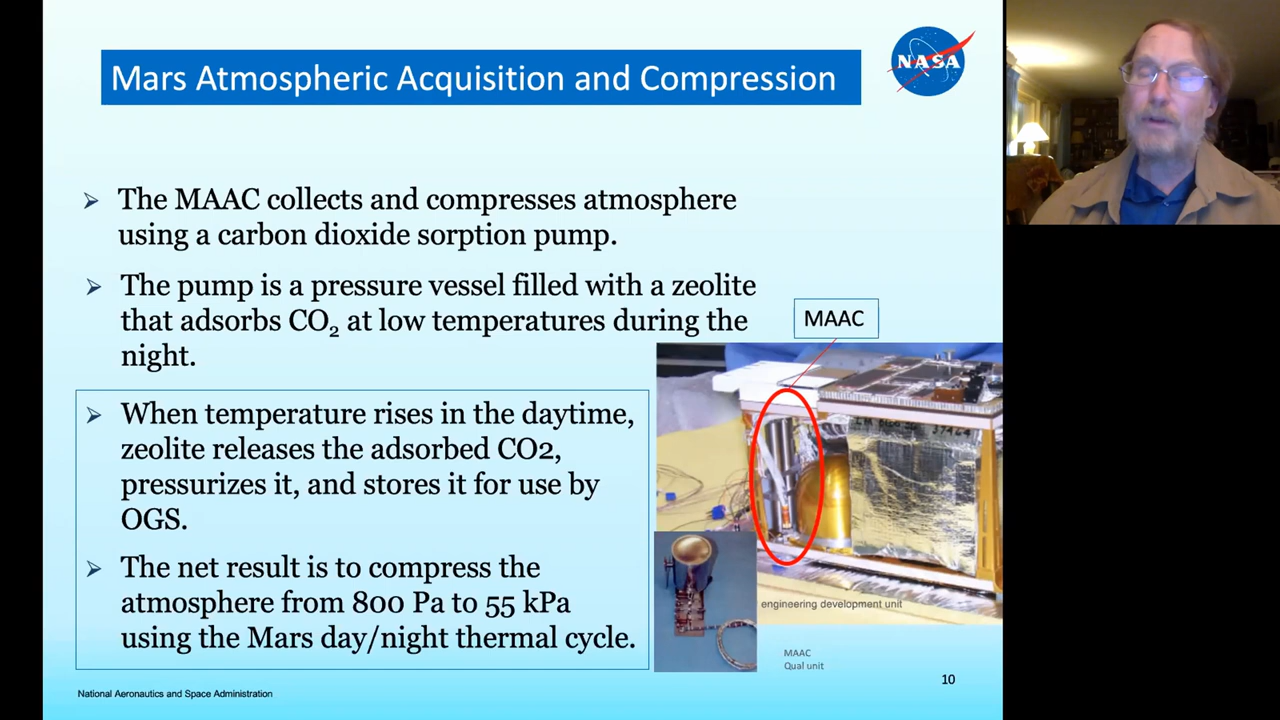 Mars Atmospheric Acquisition and Compression
NASA
The MAAC collects and compresses atmosphere
using a carbon dioxide sorption pump.
The pump is a pressure vessel filled with a zeolite
that adsorbs CO₂ at low temperatures during the
night.
MAAC
When temperature rises in the daytime,
zeolite releases the adsorbed CO2,
pressurizes it, and stores it for use by
OGS.
The net result is to compress the
atmosphere from 800 Pa to 55 kPa
using the Mars day/night thermal cycle.
engineering development unit
MAAC
Qual unit
National Aeronautics and Space Administration
10